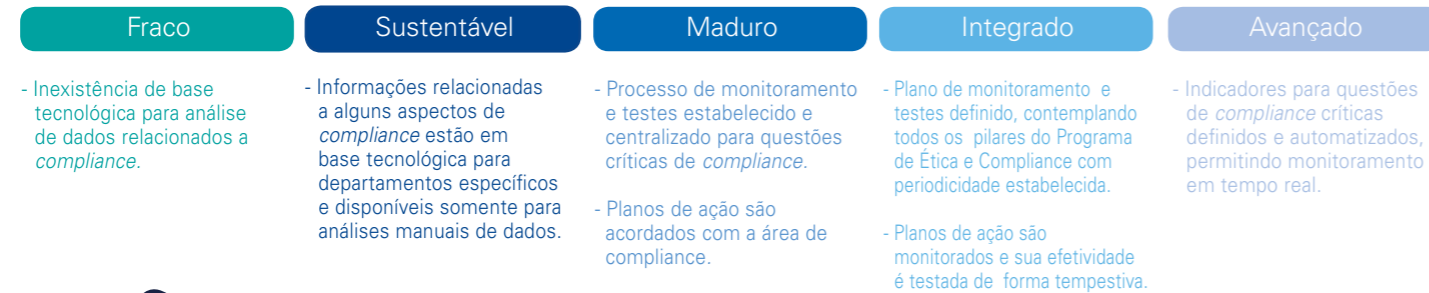 Fraco
- Inexistência de base
tecnológica para análise
de dados relacionados a
compliance.
Sustentável
- Informações relacionadas
a alguns aspectos de
compliance estão em
base tecnológica para
departamentos específicos
e disponíveis somente para
análises manuais de dados.
Maduro
- Processo de monitoramento
e testes estabelecido e
centralizado para questões
críticas de compliance.
- Planos de ação são
acordados com a área de
compliance.
Integrado
- Plano de monitoramento e
testes definido, contemplando
todos os pilares do Programa
de Ética e Compliance com
periodicidade estabelecida.
- Planos de ação são
monitorados e sua efetividade
é testada de forma tempestiva.
Avançado
- Indicadores para questões
de compliance críticas
definidos e automatizados,
permitindo monitoramento
em tempo real.